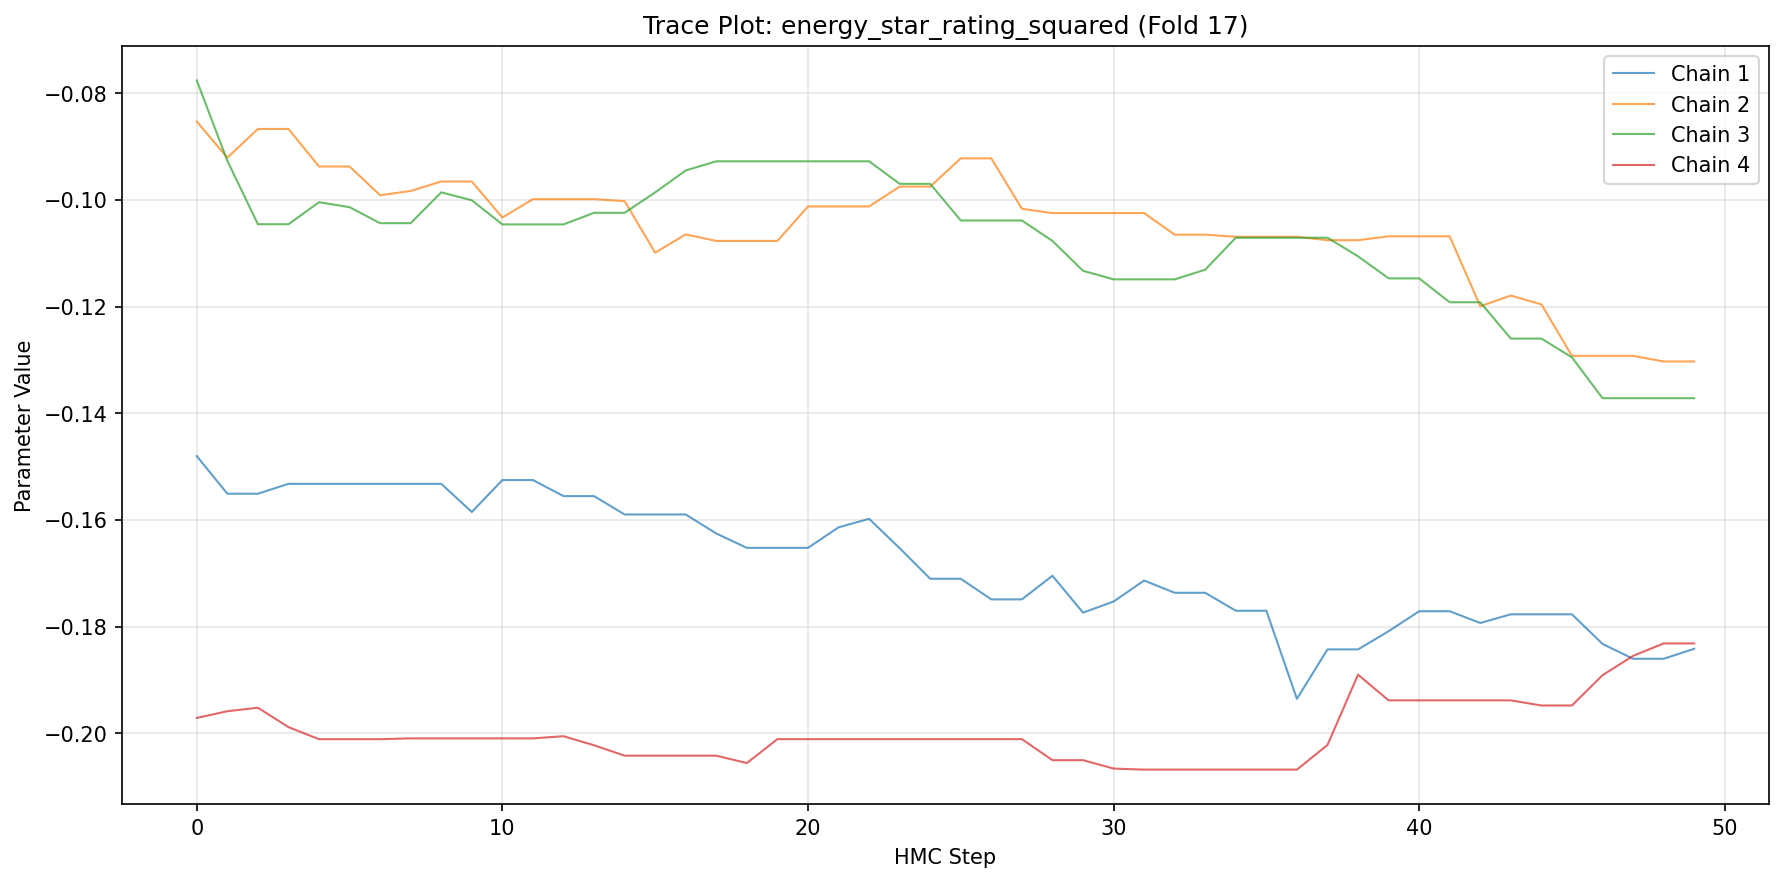 Trace Plot: energy_star_rating_squared (Fold 17)
Chain 1
Chain 2
Chain 3
Chain 4
−0.08
−0.10
−0.12
−0.14
−0.16
−0.18
−0.20
Parameter Value
0 10 20 30 40 50
HMC Step